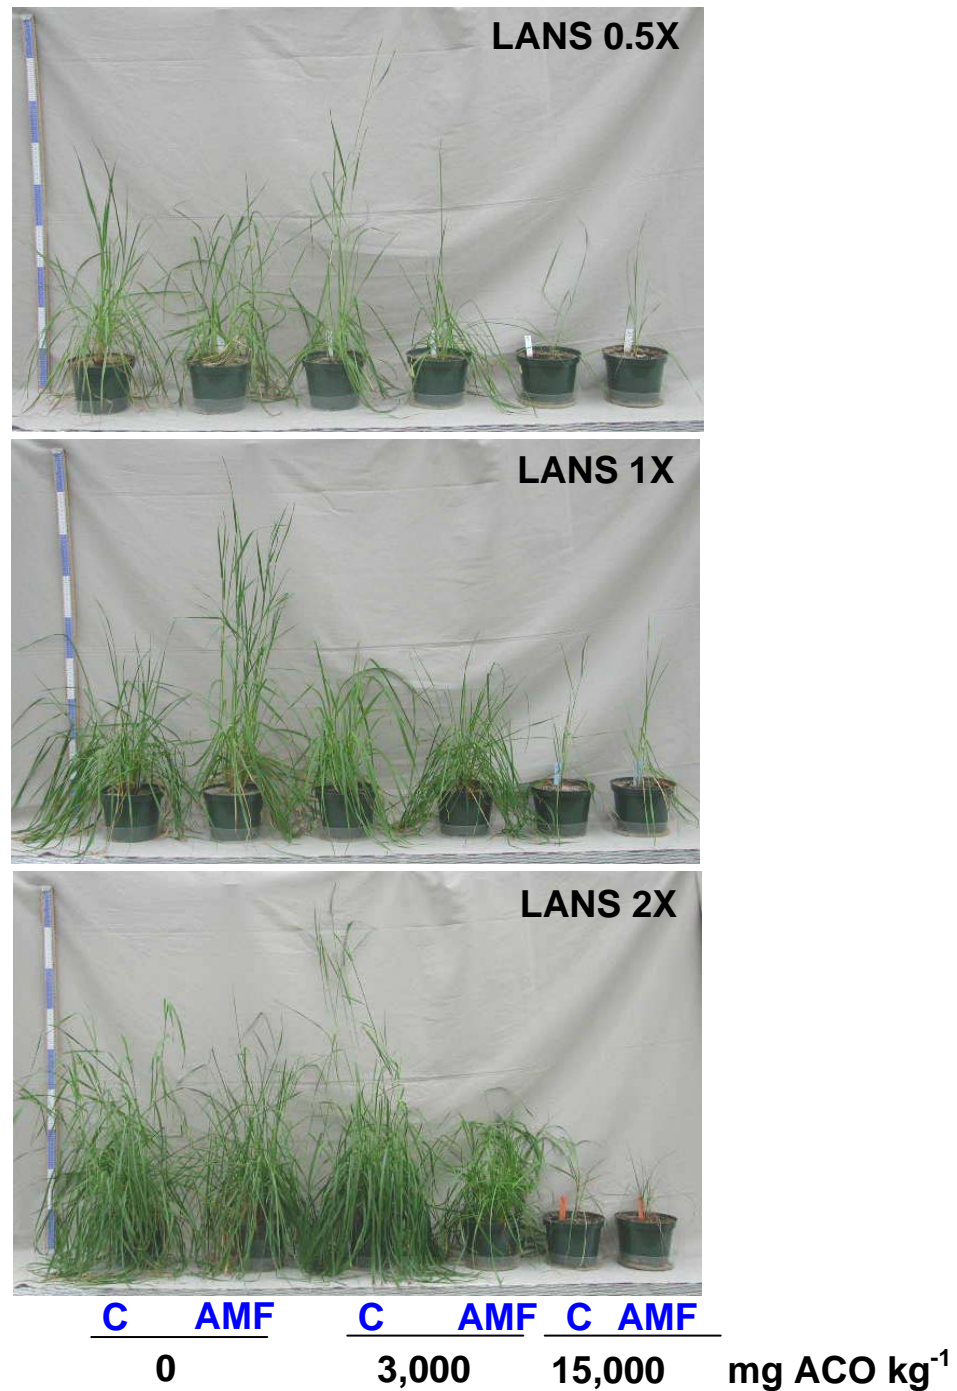 LANS 0.5X
LANS 1X
LANS 2X
C AMF C AMF C AMF
0 3,000 15,000 mg ACO kg-1